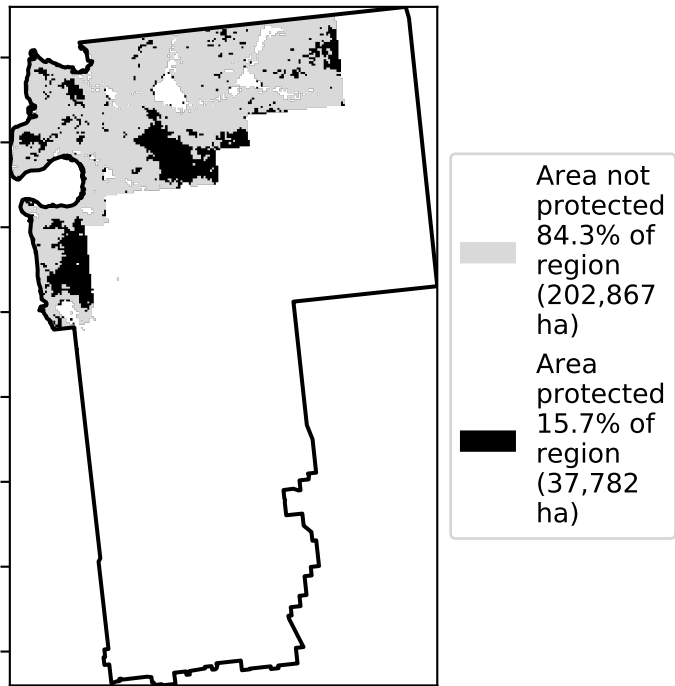 Area not
protected
84.3% of
region
(202,867
ha)
Area
protected
15.7% of
region
(37,782
ha)